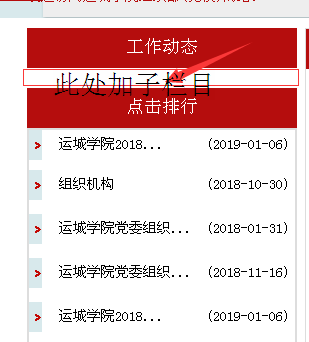 工作动态
此处加子栏目
点击排行
运城学院2018... (2019-01-06)
组织机构 (2018-10-30)
运城学院党委组织... (2018-01-31)
运城学院党委组织... (2018-11-16)
运城学院2018... (2019-01-06)